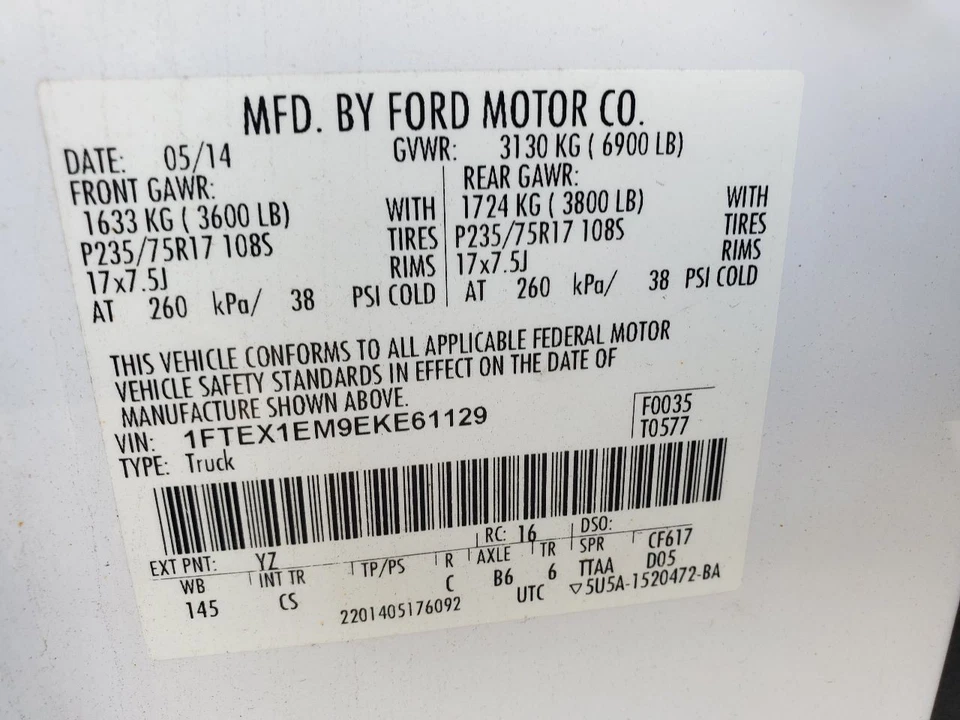 MFD. BY FORD MOTOR CO.
DATE: 05/14 GVWR: 3130 KG ( 6900 LB)
FRONT GAWR: REAR GAWR:
1633 KG ( 3600 LB) WITH 1724 KG ( 3800 LB) WITH
P235/75R17 108S TIRES P235/75R17 108S TIRES
17x7.5J RIMS 17x7.5J RIMS
AT 260 kPa/ 38 PSI COLD AT 260 kPa/ 38 PSI COLD
THIS VEHICLE CONFORMS TO ALL APPLICABLE FEDERAL MOTOR
VEHICLE SAFETY STANDARDS IN EFFECT ON THE DATE OF
MANUFACTURE SHOWN ABOVE.
VIN: 1FTEX1EM9EKE61129 F0035
TYPE: Truck T0577
EXT PNT: YZ RC: 16 DSO:
WB INT TR TP/PS R AXLE TR SPR CF617
145 CS C B6 6 TTAA D05
2201405176092 UTC ▽5U5A-1520472-BA